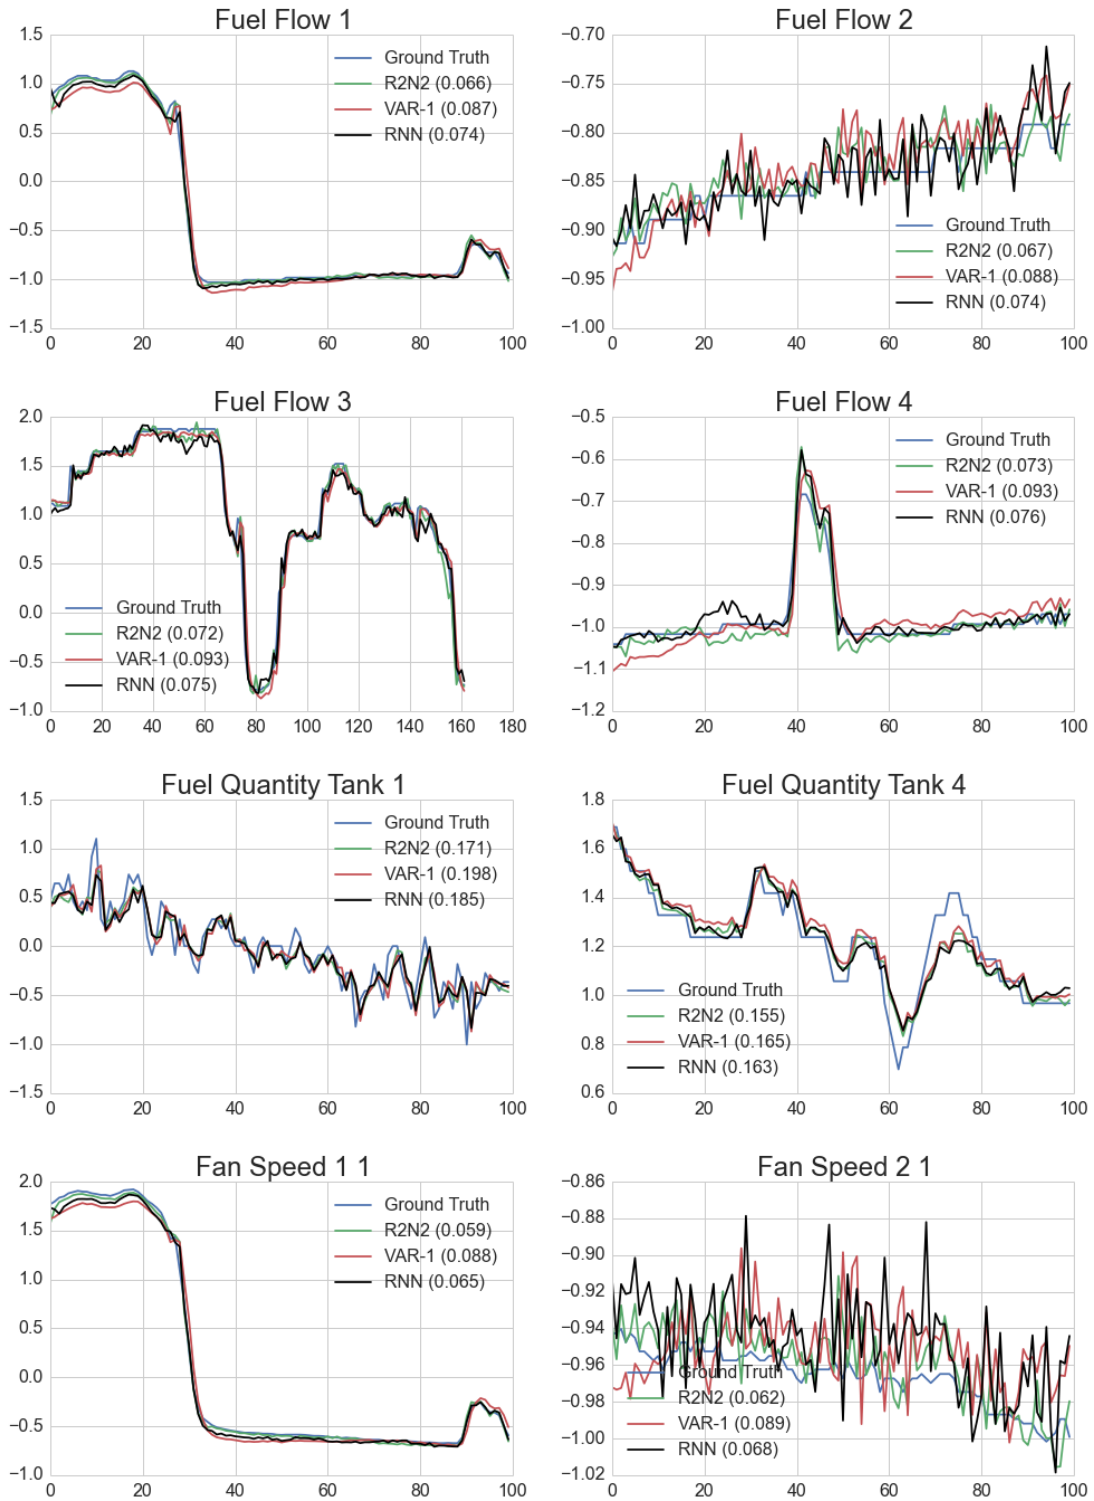 Fuel Flow 1
1.5
1.0
0.5
0.0
−0.5
−1.0
−1.5
0 20 40 60 80 100
Ground Truth
R2N2 (0.066)
VAR-1 (0.087)
RNN (0.074)
Fuel Flow 2
−0.70
−0.75
−0.80
−0.85
−0.90
−0.95
−1.00
0 20 40 60 80 100
Ground Truth
R2N2 (0.067)
VAR-1 (0.088)
RNN (0.074)
Fuel Flow 3
2.0
1.5
1.0
0.5
0.0
−0.5
−1.0
0 20 40 60 80 100 120 140 160 180
Ground Truth
R2N2 (0.072)
VAR-1 (0.093)
RNN (0.075)
Fuel Flow 4
−0.5
−0.6
−0.7
−0.8
−0.9
−1.0
−1.1
−1.2
0 20 40 60 80 100
Ground Truth
R2N2 (0.073)
VAR-1 (0.093)
RNN (0.076)
Fuel Quantity Tank 1
1.5
1.0
0.5
0.0
−0.5
−1.0
−1.5
0 20 40 60 80 100
Ground Truth
R2N2 (0.171)
VAR-1 (0.198)
RNN (0.185)
Fuel Quantity Tank 4
1.8
1.6
1.4
1.2
1.0
0.8
0.6
0 20 40 60 80 100
Ground Truth
R2N2 (0.155)
VAR-1 (0.165)
RNN (0.163)
Fan Speed 1 1
2.0
1.5
1.0
0.5
0.0
−0.5
−1.0
0 20 40 60 80 100
Ground Truth
R2N2 (0.059)
VAR-1 (0.088)
RNN (0.065)
Fan Speed 2 1
−0.86
−0.88
−0.90
−0.92
−0.94
−0.96
−0.98
−1.00
−1.02
0 20 40 60 80 100
Ground Truth
R2N2 (0.062)
VAR-1 (0.089)
RNN (0.068)